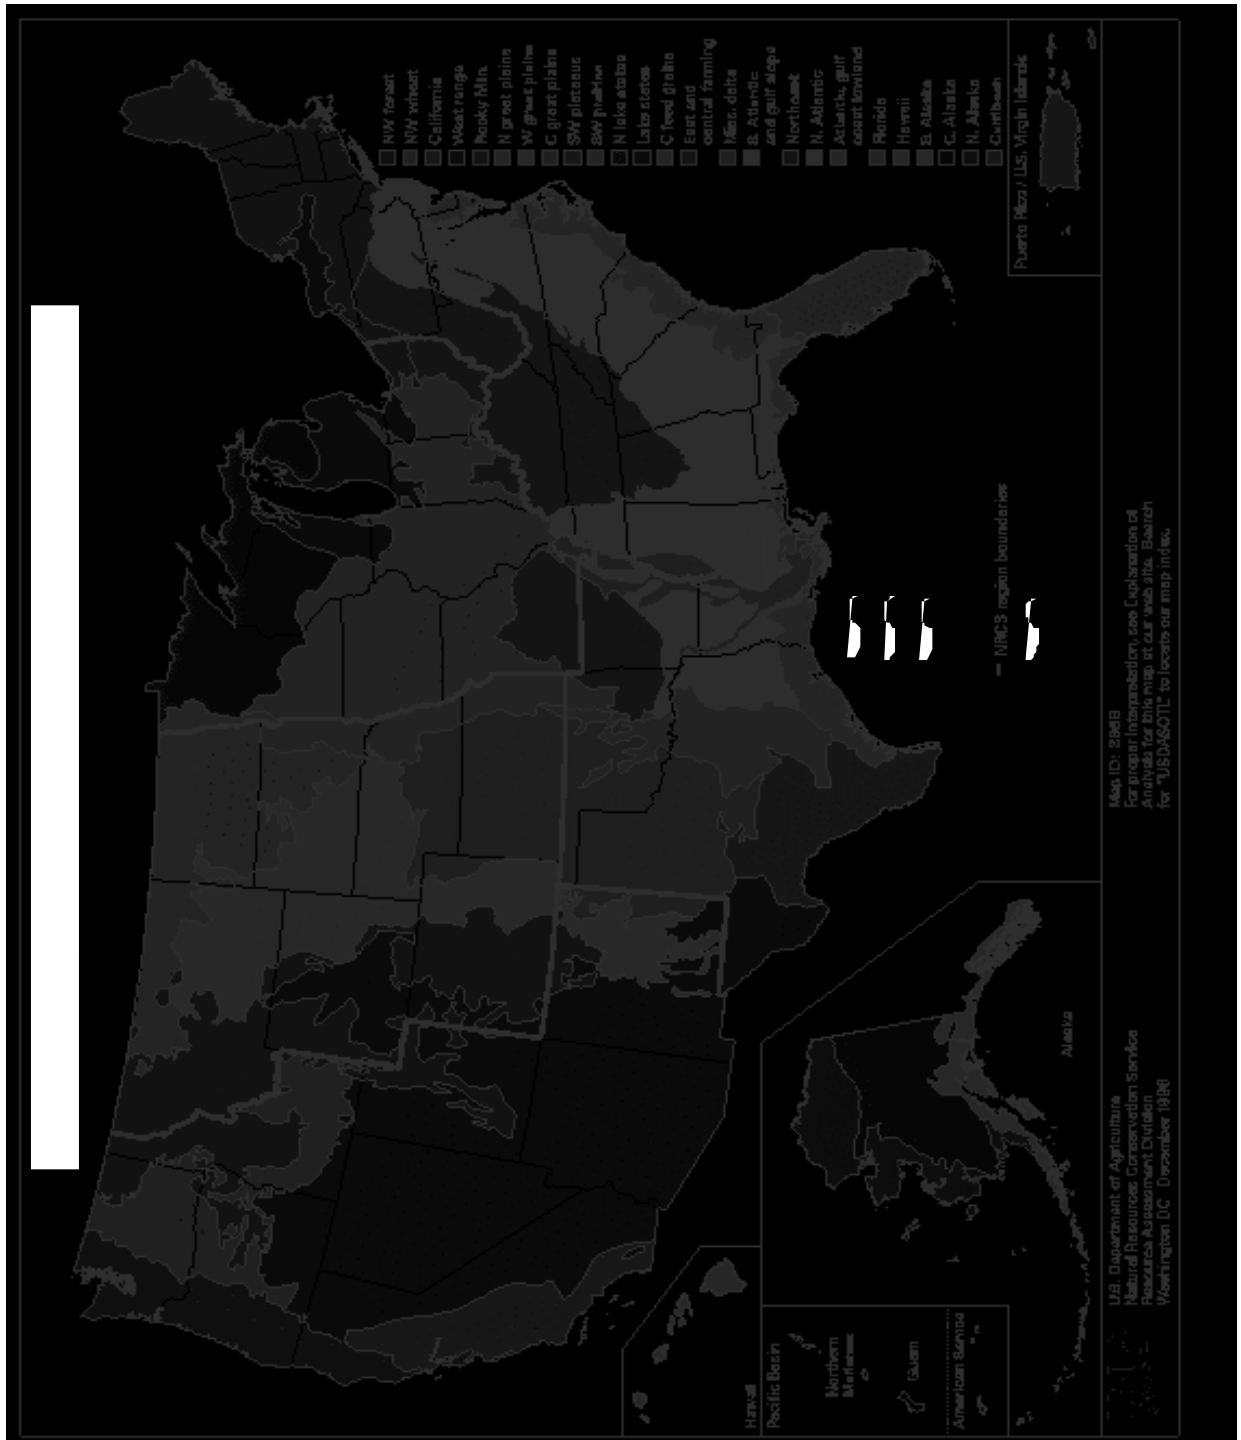 NW forest
NW wheat
California
West range
Rocky Mtn.
N great plains
W great plains
C great plains
SW plateaus
SW prairies
N lake states
Lake states
C feed grains
East and
central farming
Miss. delta
S. Atlantic
and gulf slope
Northeast
N. Atlantic
Atlantic, gulf
coast lowland
Florida
Hawaii
S. Alaska
C. Alaska
N. Alaska
Caribbean
Puerto Rico / U.S. Virgin Islands
NRCS region boundaries
Alaska
Hawaii
Pacific Basin
Northern
Marianas
Guam
American Samoa
U.S. Department of Agriculture
Natural Resources Conservation Service
Resource Assessment Division
Washington DC December 1996
Map ID:
For proper interpretation, see Explanation of
Analysis for this map at our web site. Search
for "USDASOTL" to locate our map index.